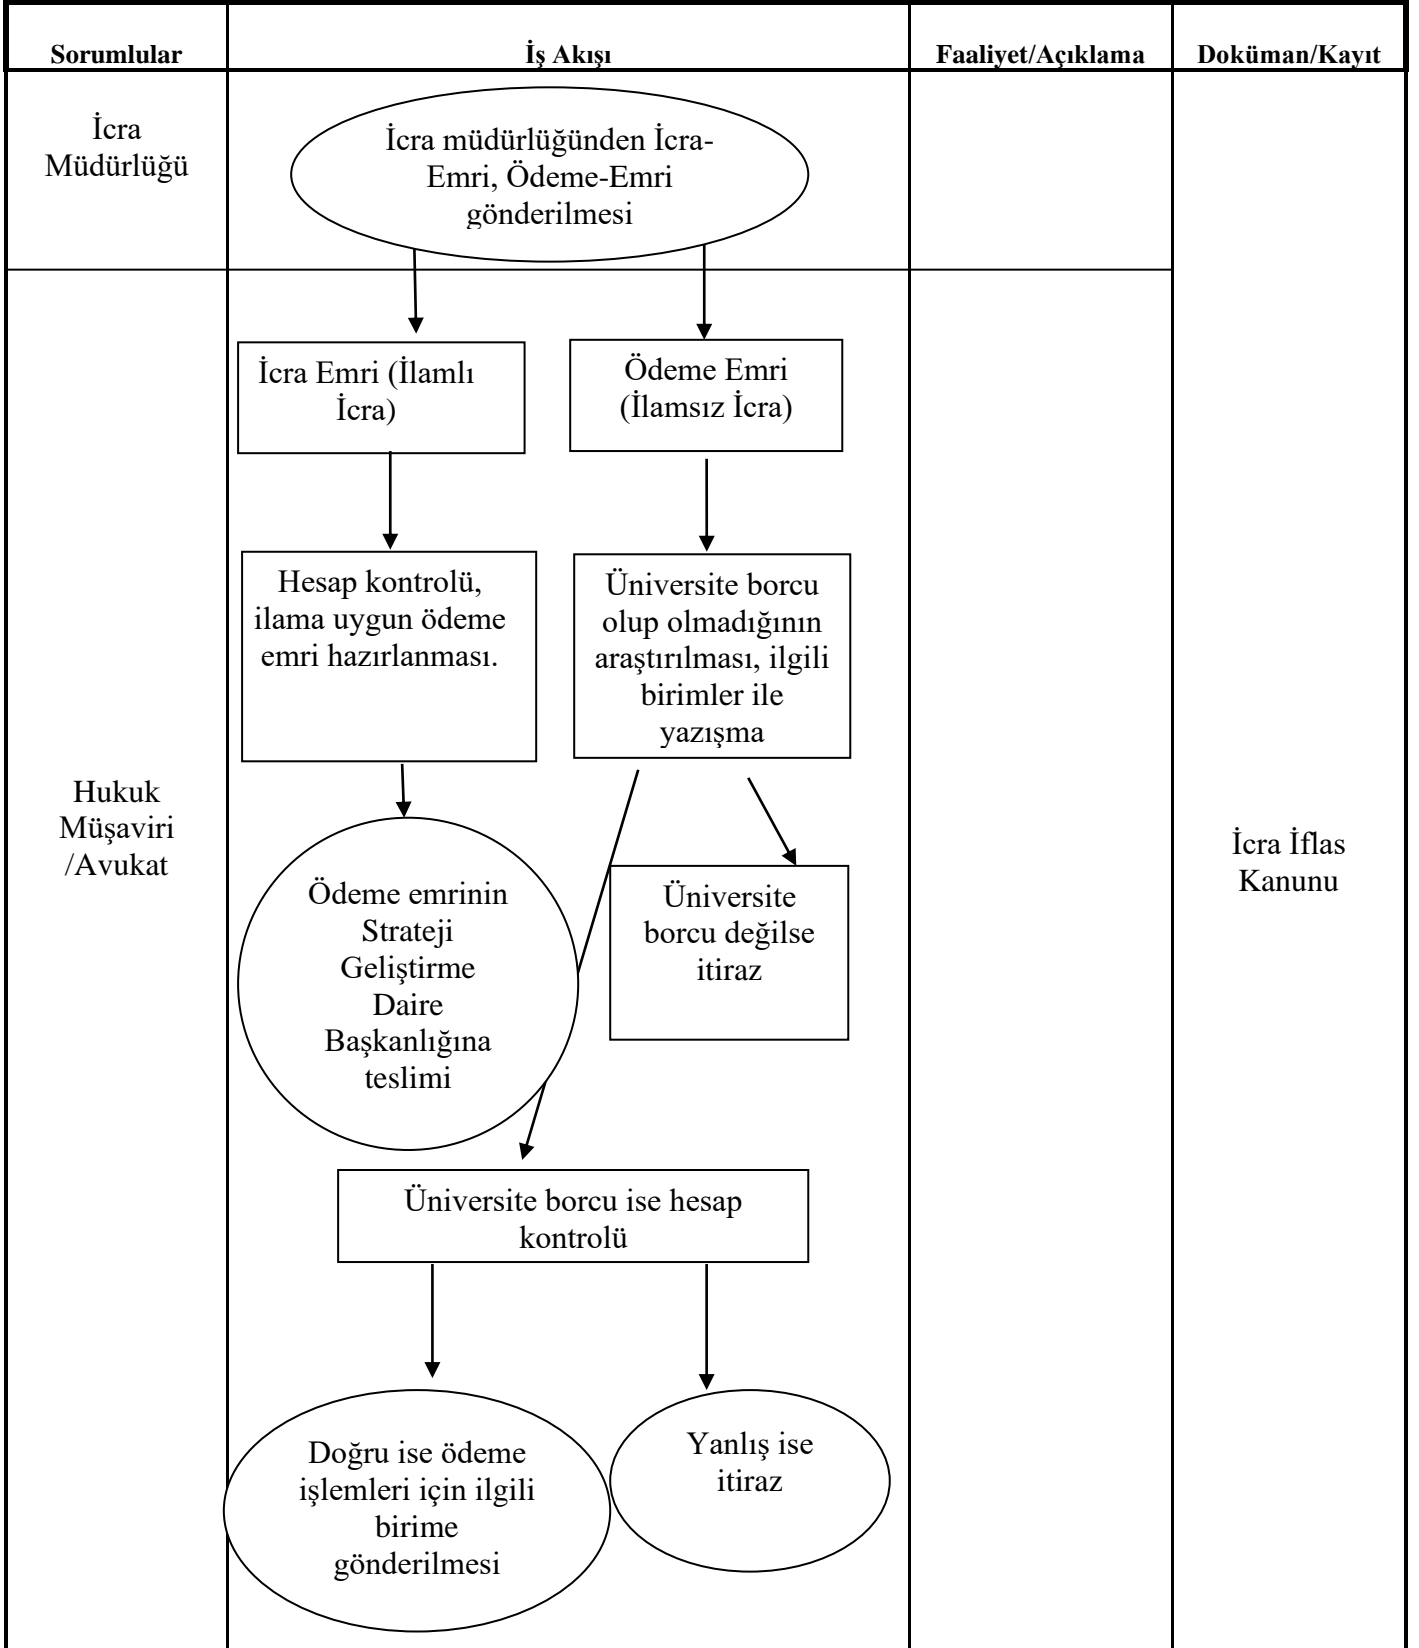 Sorumlular
İş Akışı
Faaliyet/Açıklama
Doküman/Kayıt
İcra
Müdürlüğü
İcra müdürlüğünden İcra-
Emri, Ödeme-Emri
gönderilmesi
İcra Emri (İlamlı
İcra)
Ödeme Emri
(İlamsız İcra)
Hesap kontrolü,
ilama uygun ödeme
emri hazırlanması.
Üniversite borcu
olup olmadığının
araştırılması, ilgili
birimler ile
yazışma
Hukuk
Müşaviri
/Avukat
Ödeme emrinin
Strateji
Geliştirme
Daire
Başkanlığına
teslimi
Üniversite
borcu değilse
itiraz
İcra İflas
Kanunu
Üniversite borcu ise hesap
kontrolü
Doğru ise ödeme
işlemleri için ilgili
birime
gönderilmesi
Yanlış ise
itiraz